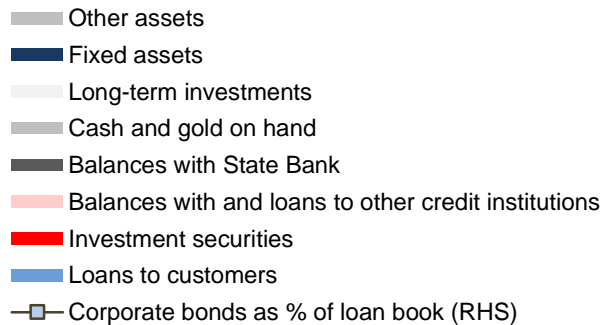 Other assets
Fixed assets
Long-term investments
Cash and gold on hand
Balances with State Bank
Balances with and loans to other credit institutions
Investment securities
Loans to customers
Corporate bonds as % of loan book (RHS)